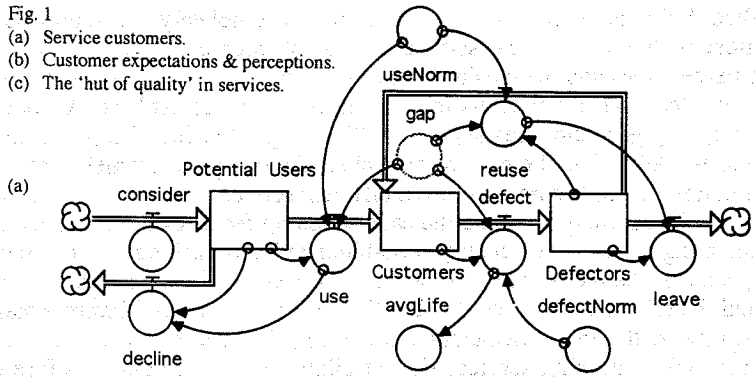 Fig. 1
(a) Service customers.
(b) Customer expectations & perceptions.
(c) The 'hut of quality' in services.
useNorm
gap
(a)
Potential Users
consider
reuse
defect
Customers
Defectors
use
avgLife
defectNorm
leave
decline